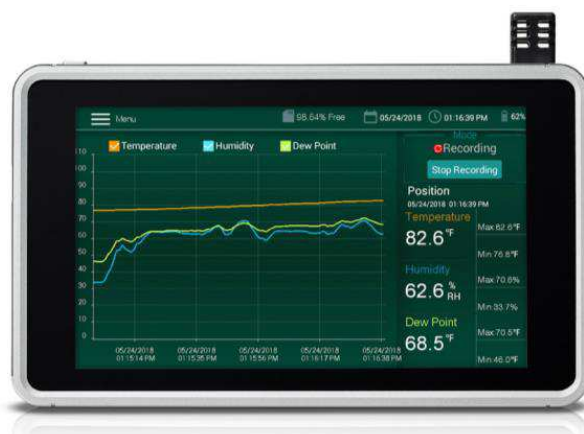 Menu
98.64% Free
05/24/2018
01:16:39 PM
62%
Temperature
Humidity
Dew Point
110
100
90
80
70
60
50
40
30
20
10
0
05/24/2018
01:15:14 PM
05/24/2018
01:15:35 PM
05/24/2018
01:15:56 PM
05/24/2018
01:16:17 PM
05/24/2018
01:16:38 PM
Mode
Recording
Stop Recording
Position
05/24/2018 01:16:39 PM
Temperature
82.6°F
Max:82.6°F
Min:76.8°F
Humidity
62.6 % RH
Max:70.8%
Min:33.7%
Dew Point
68.5°F
Max:70.5°F
Min:46.0°F